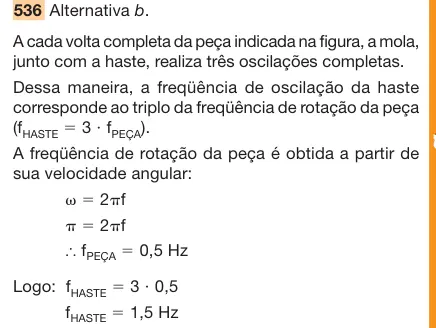 536 Alternativa b.
A cada volta completa da peça indicada na figura, a mola,
junto com a haste, realiza três oscilações completas.
Dessa maneira, a freqüência de oscilação da haste
corresponde ao triplo da freqüência de rotação da peça
(fHASTE = 3 · fPEÇA).
A freqüência de rotação da peça é obtida a partir de
sua velocidade angular:
ω = 2πf
π = 2πf
∴ fPEÇA = 0,5 Hz
Logo: fHASTE = 3 · 0,5
fHASTE = 1,5 Hz